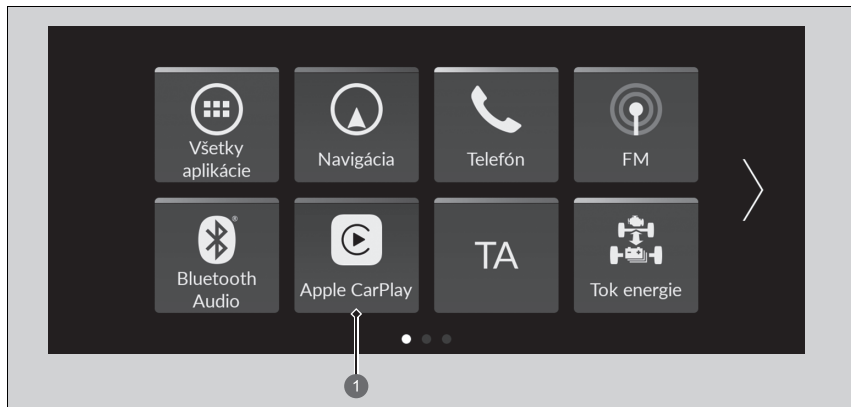 Všetky
aplikácie
Navigácia
Telefón
FM
Bluetooth®
Audio
Apple CarPlay
TA
Tok energie
1